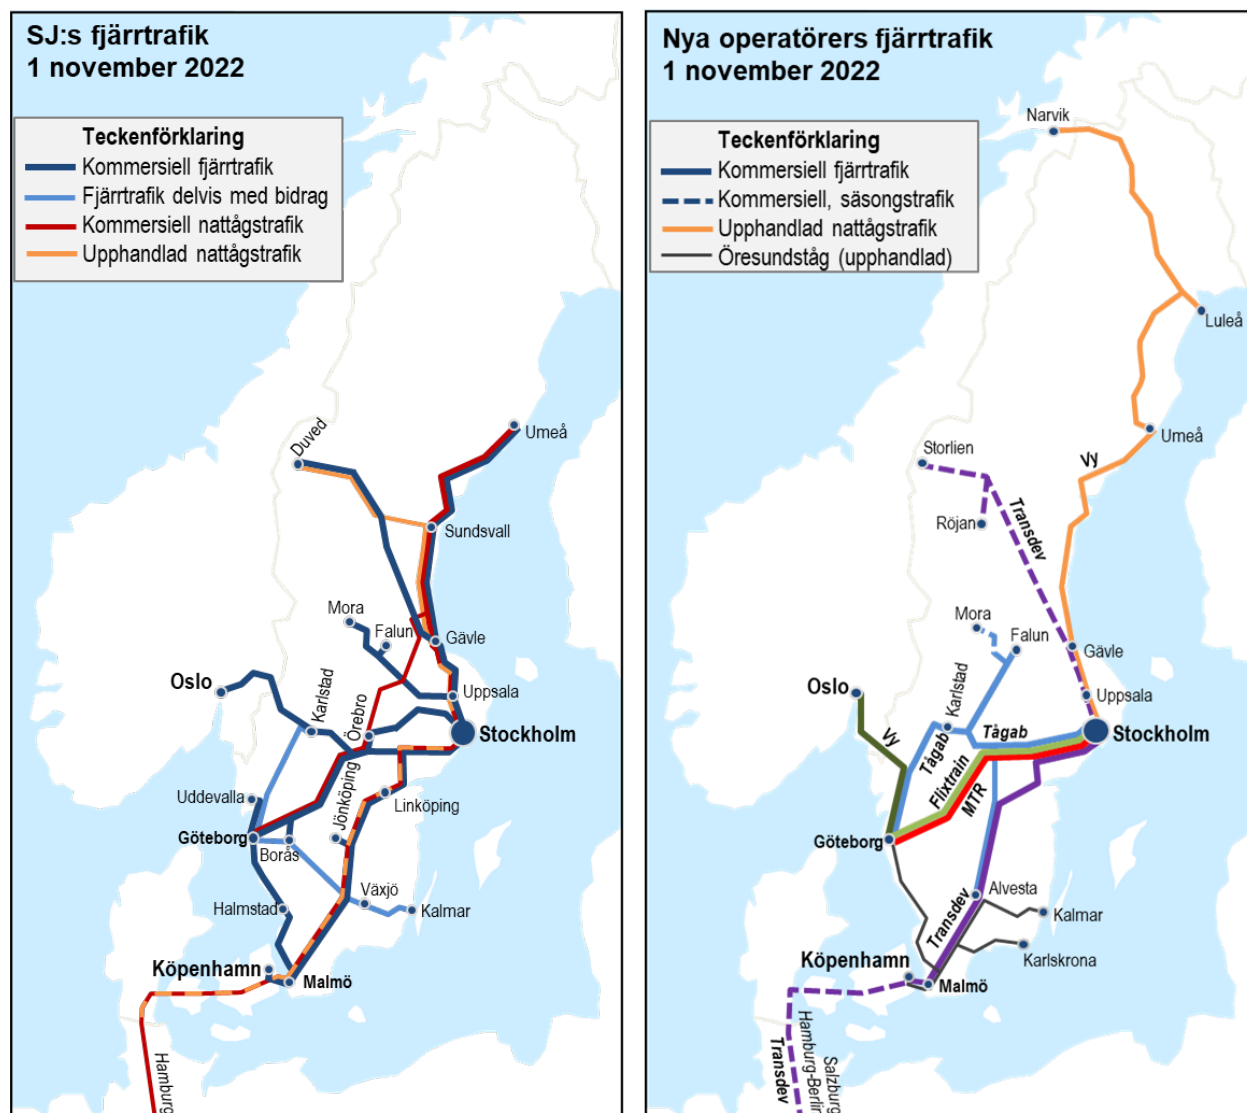 SJ:s fjärrtrafik
1 november 2022
Teckenförklaring
Kommersiell fjärrtrafik
Fjärrtrafik delvis med bidrag
Kommersiell nattågstrafik
Upphandlad nattågstrafik
Duved
Umeå
Sundsvall
Mora
Falun
Gävle
Oslo
Karlstad
Örebro
Uppsala
Stockholm
Uddevalla
Jönköping
Linköping
Göteborg
Borås
Växjö
Halmstad
Kalmar
Köpenhamn
Malmö
Hamburg
Nya operatörers fjärrtrafik
1 november 2022
Teckenförklaring
Kommersiell fjärrtrafik
Kommersiell, säsongstrafik
Upphandlad nattågstrafik
Öresundståg (upphandlad)
Narvik
Luleå
Umeå
Vy
Storlien
Röjan
Transdev
Mora
Falun
Gävle
Oslo
Karlstad
Uppsala
Vy
Tågab
Tågab
Stockholm
Flixtrain
MTR
Göteborg
Alvesta
Transdev
Kalmar
Köpenhamn
Karlskrona
Malmö
Transdev
Hamburg-Berlin
Salzburg